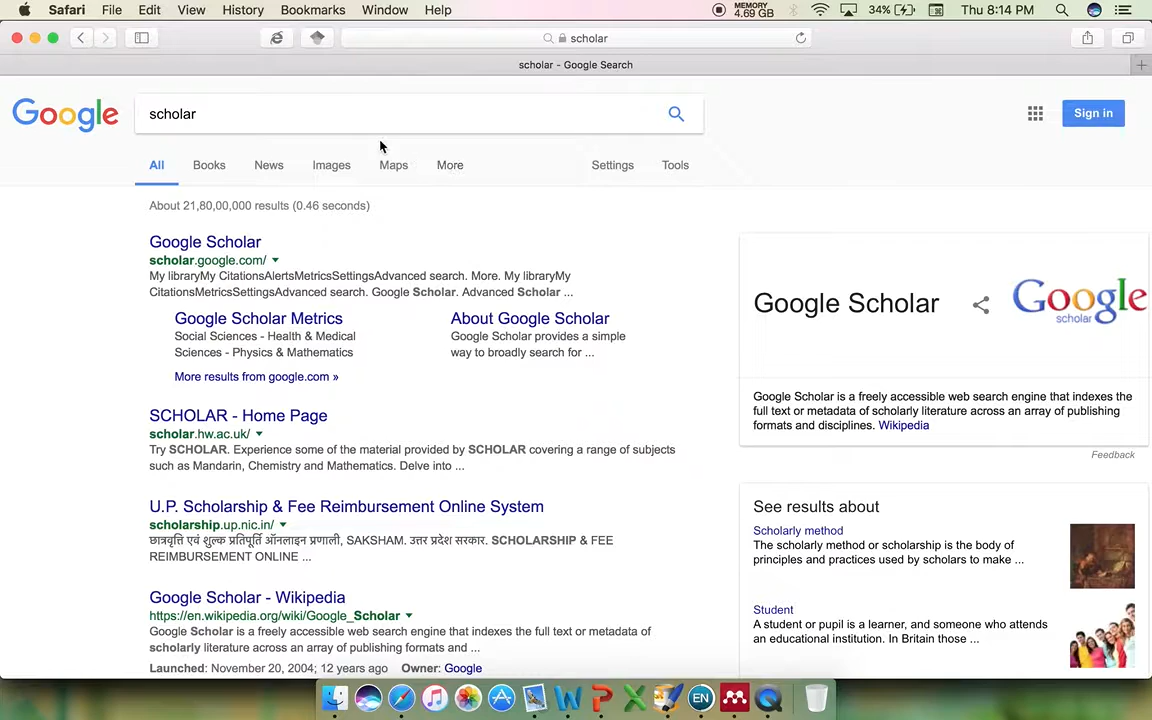 Safari File Edit View History Bookmarks Window Help MEMORY 4.69 GB 34% Thu 8:14 PM
scholar
scholar - Google Search
Google scholar Sign in
All Books News Images Maps More Settings Tools
About 21,80,00,000 results (0.46 seconds)
Google Scholar
scholar.google.com/
My libraryMy CitationsAlertsMetricsSettingsAdvanced search. More. My libraryMy
CitationsMetricsSettingsAdvanced search. Google Scholar. Advanced Scholar ...
Google Scholar Metrics
Social Sciences - Health & Medical
Sciences - Physics & Mathematics
About Google Scholar
Google Scholar provides a simple
way to broadly search for ...
More results from google.com »
SCHOLAR - Home Page
scholar.hw.ac.uk/
Try SCHOLAR. Experience some of the material provided by SCHOLAR covering a range of subjects
such as Mandarin, Chemistry and Mathematics. Delve into ...
U.P. Scholarship & Fee Reimbursement Online System
scholarship.up.nic.in/
छात्रवृत्ति एवं शुल्क प्रतिपूर्ति ऑनलाइन प्रणाली, SAKSHAM. उत्तर प्रदेश सरकार. SCHOLARSHIP & FEE
REIMBURSEMENT ONLINE ...
Google Scholar - Wikipedia
https://en.wikipedia.org/wiki/Google_Scholar
Google Scholar is a freely accessible web search engine that indexes the full text or metadata of
scholarly literature across an array of publishing formats and ...
Launched: November 20, 2004; 12 years ago Owner: Google
Google Scholar
Google
scholar
Google Scholar is a freely accessible web search engine that indexes the
full text or metadata of scholarly literature across an array of publishing
formats and disciplines. Wikipedia
Feedback
See results about
Scholarly method
The scholarly method or scholarship is the body of
principles and practices used by scholars to make ...
Student
A student or pupil is a learner, and someone who attends
an educational institution. In Britain those ...
EN